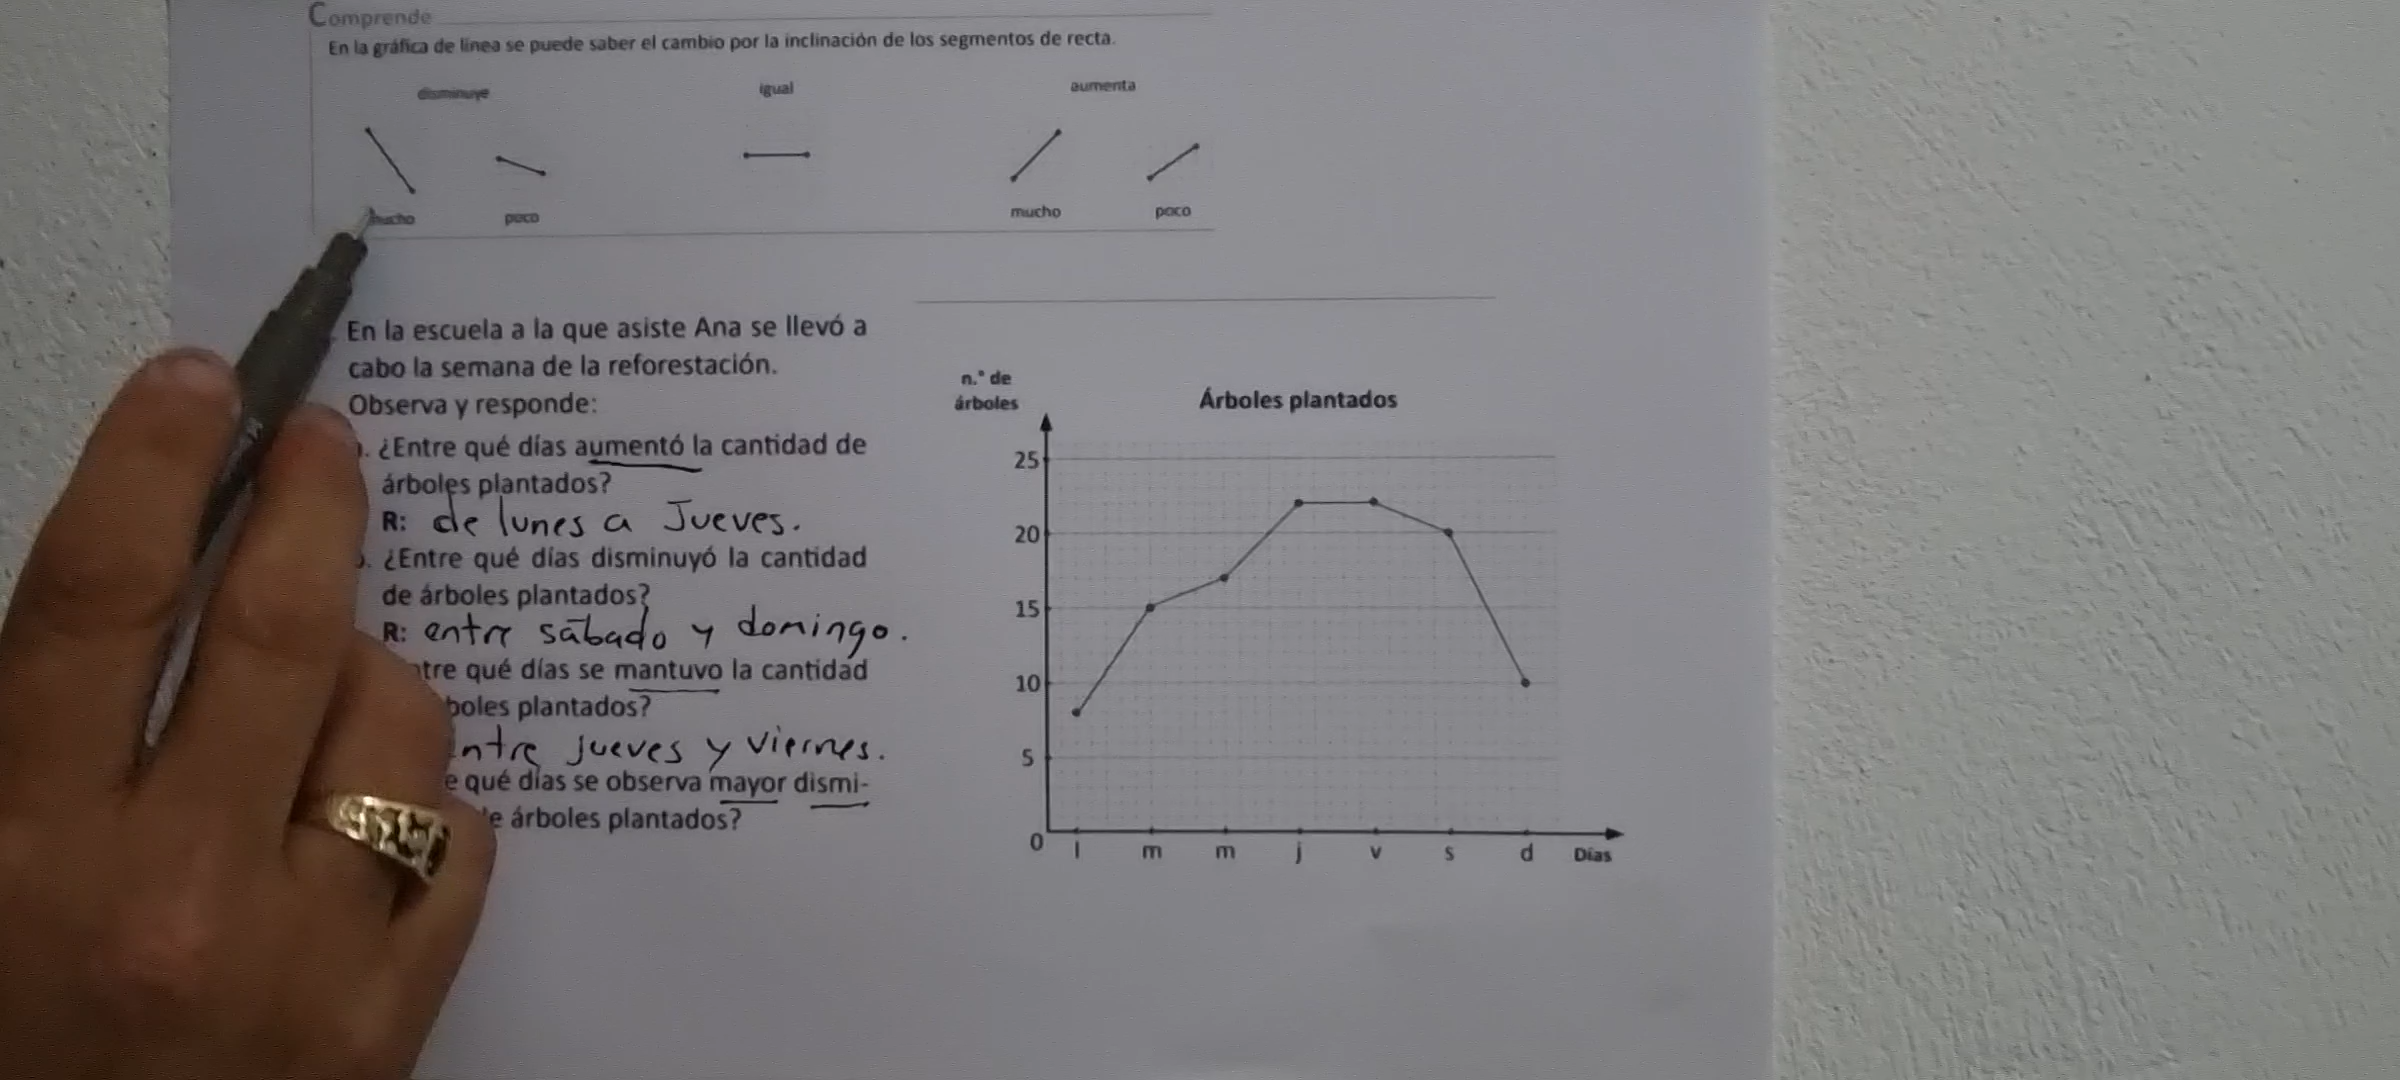 Comprende
En la gráfica de línea se puede saber el cambio por la inclinación de los segmentos de recta.
disminuye igual aumenta
mucho poco mucho poco
En la escuela a la que asiste Ana se llevó a
cabo la semana de la reforestación.
Observa y responde:
¿Entre qué días aumentó la cantidad de
árboles plantados?
R: de lunes a Jueves.
¿Entre qué días disminuyó la cantidad
de árboles plantados?
R: entre sábado y domingo.
qué días se mantuvo la cantidad
plantados?
jueves y viernes.
qué días se observa mayor dismi-
árboles plantados?
n.° de
árboles
Árboles plantados
25
20
15
10
5
0
l m m j v s d Días